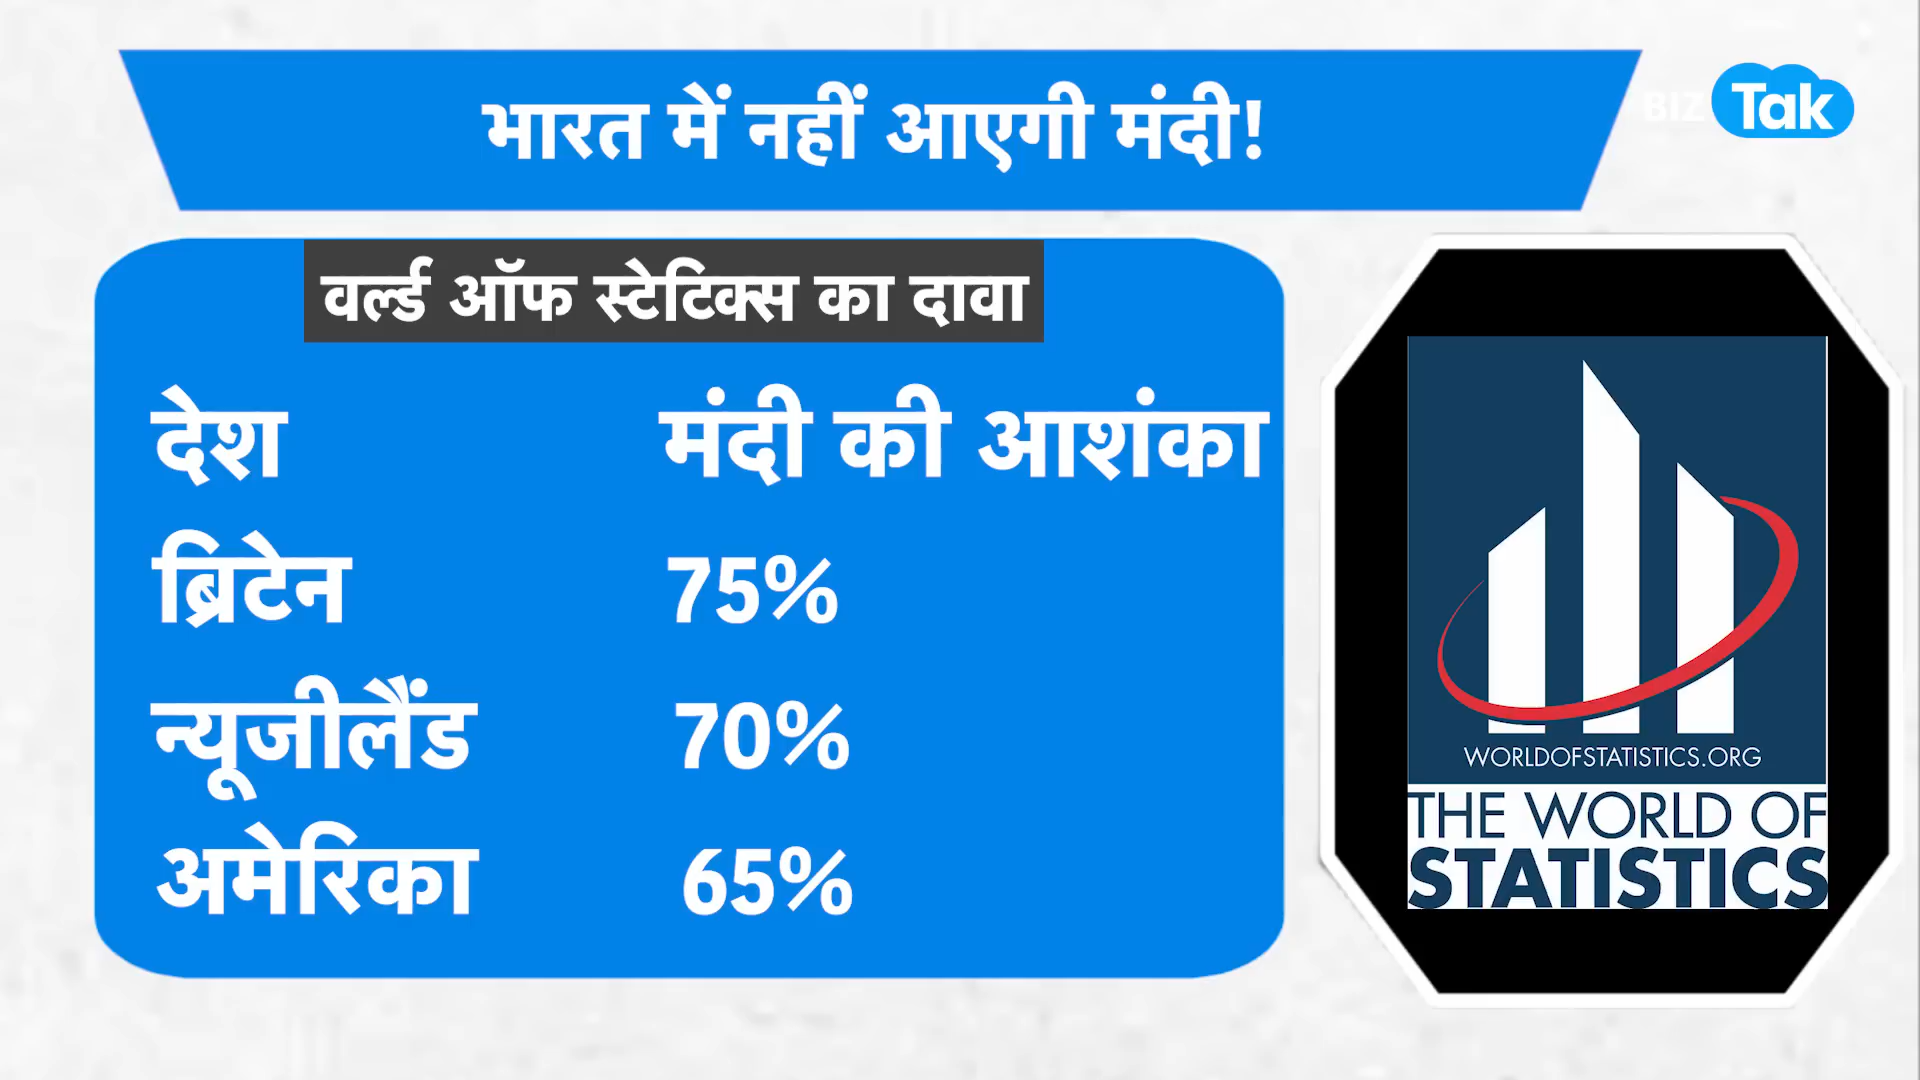 भारत में नहीं आएगी मंदी!
BIZ Tak
वर्ल्ड ऑफ स्टेटिक्स का दावा
देश मंदी की आशंका
ब्रिटेन 75%
न्यूजीलैंड 70%
अमेरिका 65%
WORLDOFSTATISTICS.ORG
THE WORLD OF
STATISTICS